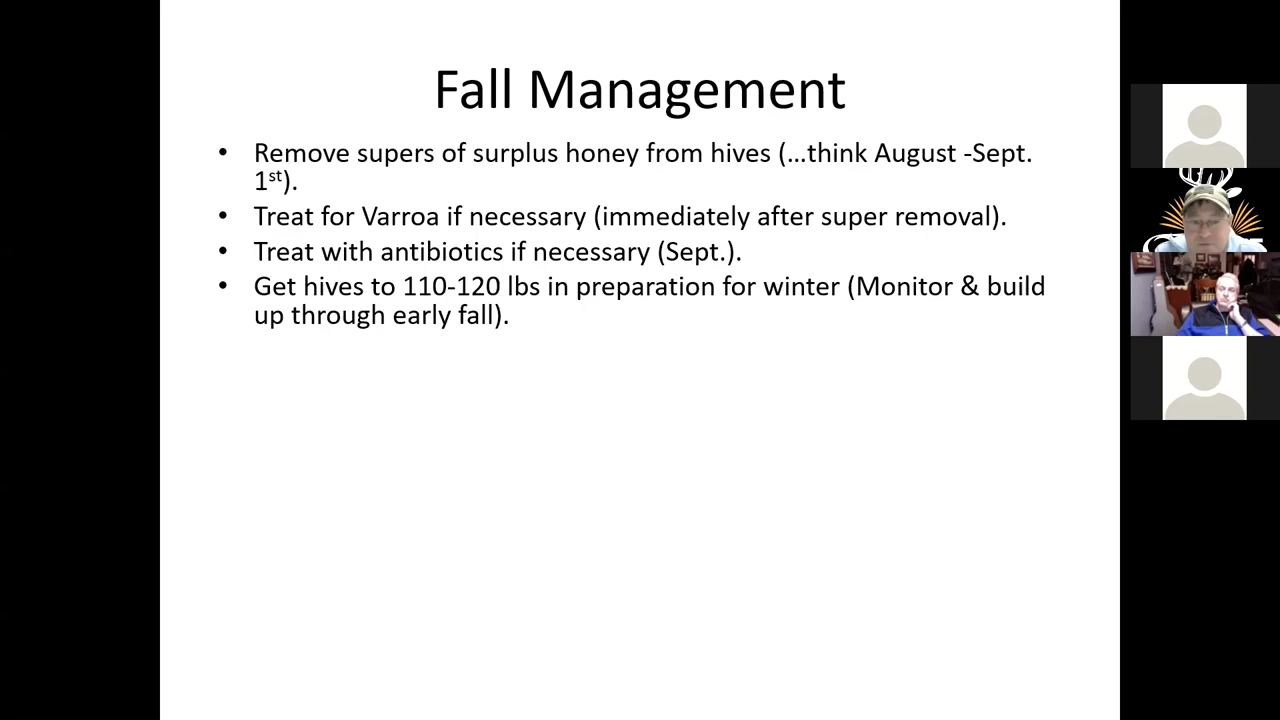 Fall Management
• Remove supers of surplus honey from hives (…think August -Sept.
1st).
• Treat for Varroa if necessary (immediately after super removal).
• Treat with antibiotics if necessary (Sept.).
• Get hives to 110-120 lbs in preparation for winter (Monitor & build
up through early fall).